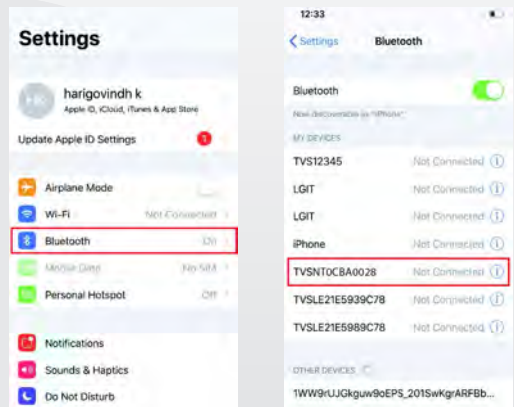 Settings
harigovindh k
Apple ID, iCloud, iTunes & App Store
Update Apple ID Settings 1
Airplane Mode
Wi-Fi Not Connected
Bluetooth On
Mobile Data No SIM
Personal Hotspot Off
Notifications
Sounds & Haptics
Do Not Disturb
12:33
Settings Bluetooth
Bluetooth
Now discoverable as "iPhone".
MY DEVICES
TVS12345 Not Connected
LGIT Not Connected
LGIT Not Connected
iPhone Not Connected
TVSNT0CBA0028 Not Connected
TVSLE21E5939C78 Not Connected
TVSLE21E5989C78 Not Connected
OTHER DEVICES
1WW9rUJGkguw9oEPS_201SwKgrARFBb...